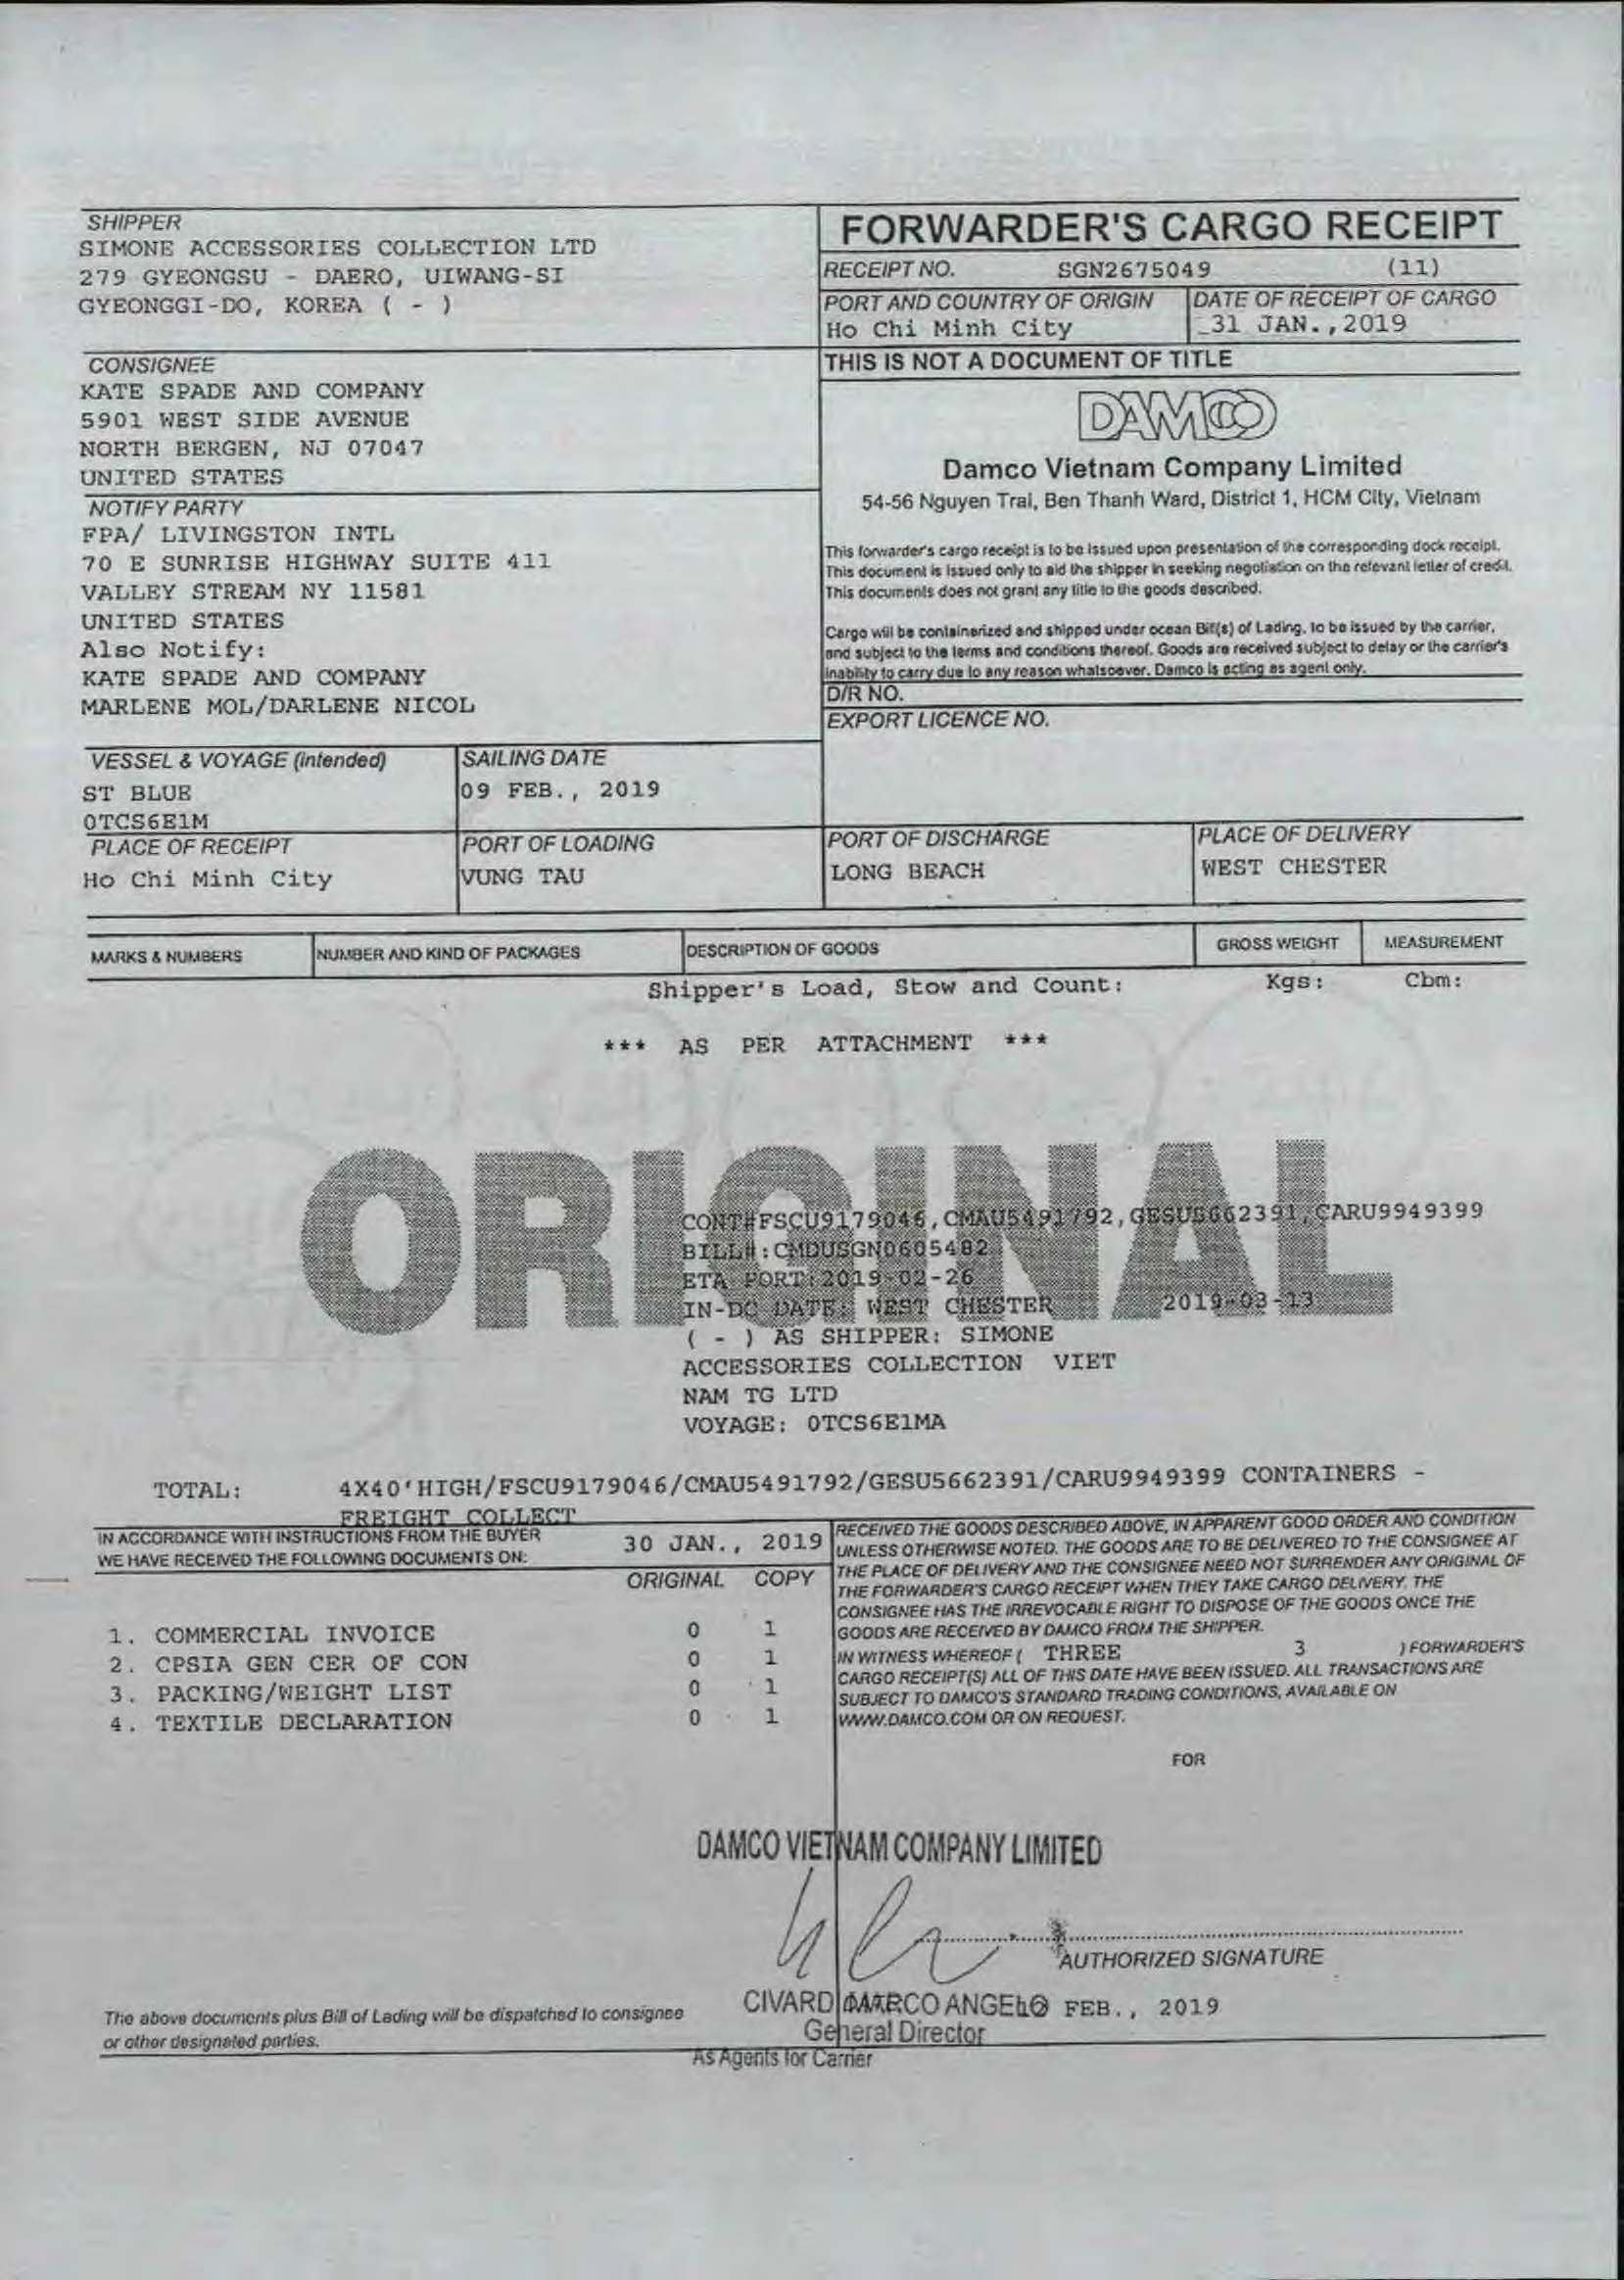 SHIPPER
SIMONE ACCESSORIES COLLECTION LTD
279 GYEONGSU - DAERO, UIWANG-SI
GYEONGGI-DO, KOREA ( - )
FORWARDER'S CARGO RECEIPT
RECEIPT NO. SGN2675049 (11)
PORT AND COUNTRY OF ORIGIN
Ho Chi Minh City
DATE OF RECEIPT OF CARGO
31 JAN.,2019
CONSIGNEE
KATE SPADE AND COMPANY
5901 WEST SIDE AVENUE
NORTH BERGEN, NJ 07047
UNITED STATES
THIS IS NOT A DOCUMENT OF TITLE
DAMCO
Damco Vietnam Company Limited
54-56 Nguyen Trai, Ben Thanh Ward, District 1, HCM City, Vietnam
NOTIFY PARTY
FPA/ LIVINGSTON INTL
70 E SUNRISE HIGHWAY SUITE 411
VALLEY STREAM NY 11581
UNITED STATES
Also Notify:
KATE SPADE AND COMPANY
MARLENE MOL/DARLENE NICOL
This forwarder's cargo receipt is to be issued upon presentation of the corresponding dock receipt.
This document is issued only to aid the shipper in seeking negotiation on the relevant letter of credit.
This documents does not grant any title to the goods described.
Cargo will be containerized and shipped under ocean Bill(s) of Lading, to be issued by the carrier,
and subject to the terms and conditions thereof. Goods are received subject to delay or the carrier's
inability to carry due to any reason whatsoever. Damco is acting as agent only.
D/R NO.
EXPORT LICENCE NO.
VESSEL & VOYAGE (intended)
ST BLUE
0TCS6E1M
SAILING DATE
09 FEB., 2019
PLACE OF RECEIPT
Ho Chi Minh City
PORT OF LOADING
VUNG TAU
PORT OF DISCHARGE
LONG BEACH
PLACE OF DELIVERY
WEST CHESTER
MARKS & NUMBERS NUMBER AND KIND OF PACKAGES DESCRIPTION OF GOODS GROSS WEIGHT MEASUREMENT
Shipper's Load, Stow and Count: Kgs: Cbm:
*** AS PER ATTACHMENT ***
ORIGINAL
CONT#FSCU9179046,CMAU5491792,GESU5662391,CARU9949399
BILL#:CMDUSGN0605482
ETA PORT:2019-02-26
IN-DC DATE: WEST CHESTER 2019-03-13
( - ) AS SHIPPER: SIMONE
ACCESSORIES COLLECTION VIET
NAM TG LTD
VOYAGE: 0TCS6E1MA
TOTAL: 4X40'HIGH/FSCU9179046/CMAU5491792/GESU5662391/CARU9949399 CONTAINERS -
FREIGHT COLLECT
IN ACCORDANCE WITH INSTRUCTIONS FROM THE BUYER
WE HAVE RECEIVED THE FOLLOWING DOCUMENTS ON: 30 JAN., 2019
ORIGINAL COPY
1. COMMERCIAL INVOICE 0 1
2. CPSIA GEN CER OF CON 0 1
3. PACKING/WEIGHT LIST 0 1
4. TEXTILE DECLARATION 0 1
RECEIVED THE GOODS DESCRIBED ABOVE, IN APPARENT GOOD ORDER AND CONDITION
UNLESS OTHERWISE NOTED. THE GOODS ARE TO BE DELIVERED TO THE CONSIGNEE AT
THE PLACE OF DELIVERY AND THE CONSIGNEE NEED NOT SURRENDER ANY ORIGINAL OF
THE FORWARDER'S CARGO RECEIPT WHEN THEY TAKE CARGO DELIVERY. THE
CONSIGNEE HAS THE IRREVOCABLE RIGHT TO DISPOSE OF THE GOODS ONCE THE
GOODS ARE RECEIVED BY DAMCO FROM THE SHIPPER.
IN WITNESS WHEREOF ( THREE 3 ) FORWARDER'S
CARGO RECEIPT(S) ALL OF THIS DATE HAVE BEEN ISSUED. ALL TRANSACTIONS ARE
SUBJECT TO DAMCO'S STANDARD TRADING CONDITIONS, AVAILABLE ON
WWW.DAMCO.COM OR ON REQUEST.
FOR
DAMCO VIETNAM COMPANY LIMITED
AUTHORIZED SIGNATURE
CIVARDI MARCO ANGELO FEB., 2019
General Director
As Agents for Carrier
The above documents plus Bill of Lading will be dispatched to consignee
or other designated parties.